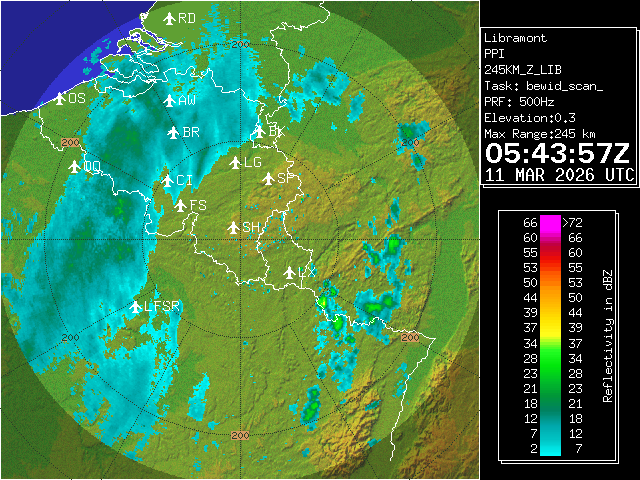 RD
200
OS
AW
BR
BK
200
200
LG
CI
SP
FS
SH
LX
LFSR
200
200
200
Libramont
PPI
245KM_Z_LIB
Task: bewid_scan_
PRF: 500Hz
Elevation:0.3
Max Range:245 km
05:43:57Z
11 MAR 2026 UTC
66 >72
60 66
55 60
53 55
50 53
44 50
39 44
37 39
34 37
28 34
23 28
21 23
18 21
12 18
7 12
2 7
Reflectivity in dBZ